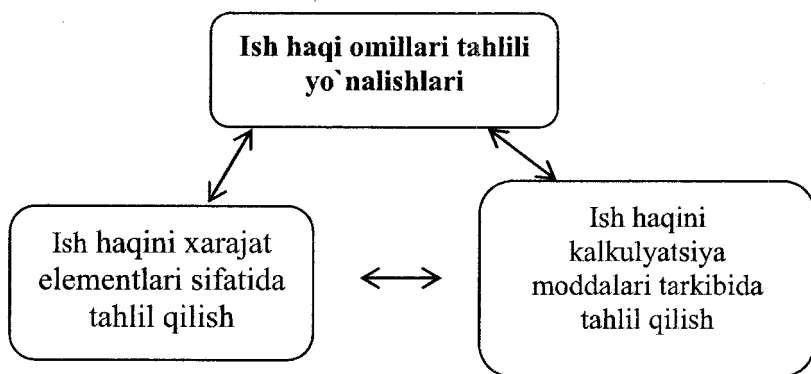 Ish haqi omillari tahlili
yo`nalishlari
Ish haqini xarajat
elementlari sifatida
tahlil qilish
Ish haqini
kalkulyatsiya
moddalari tarkibida
tahlil qilish